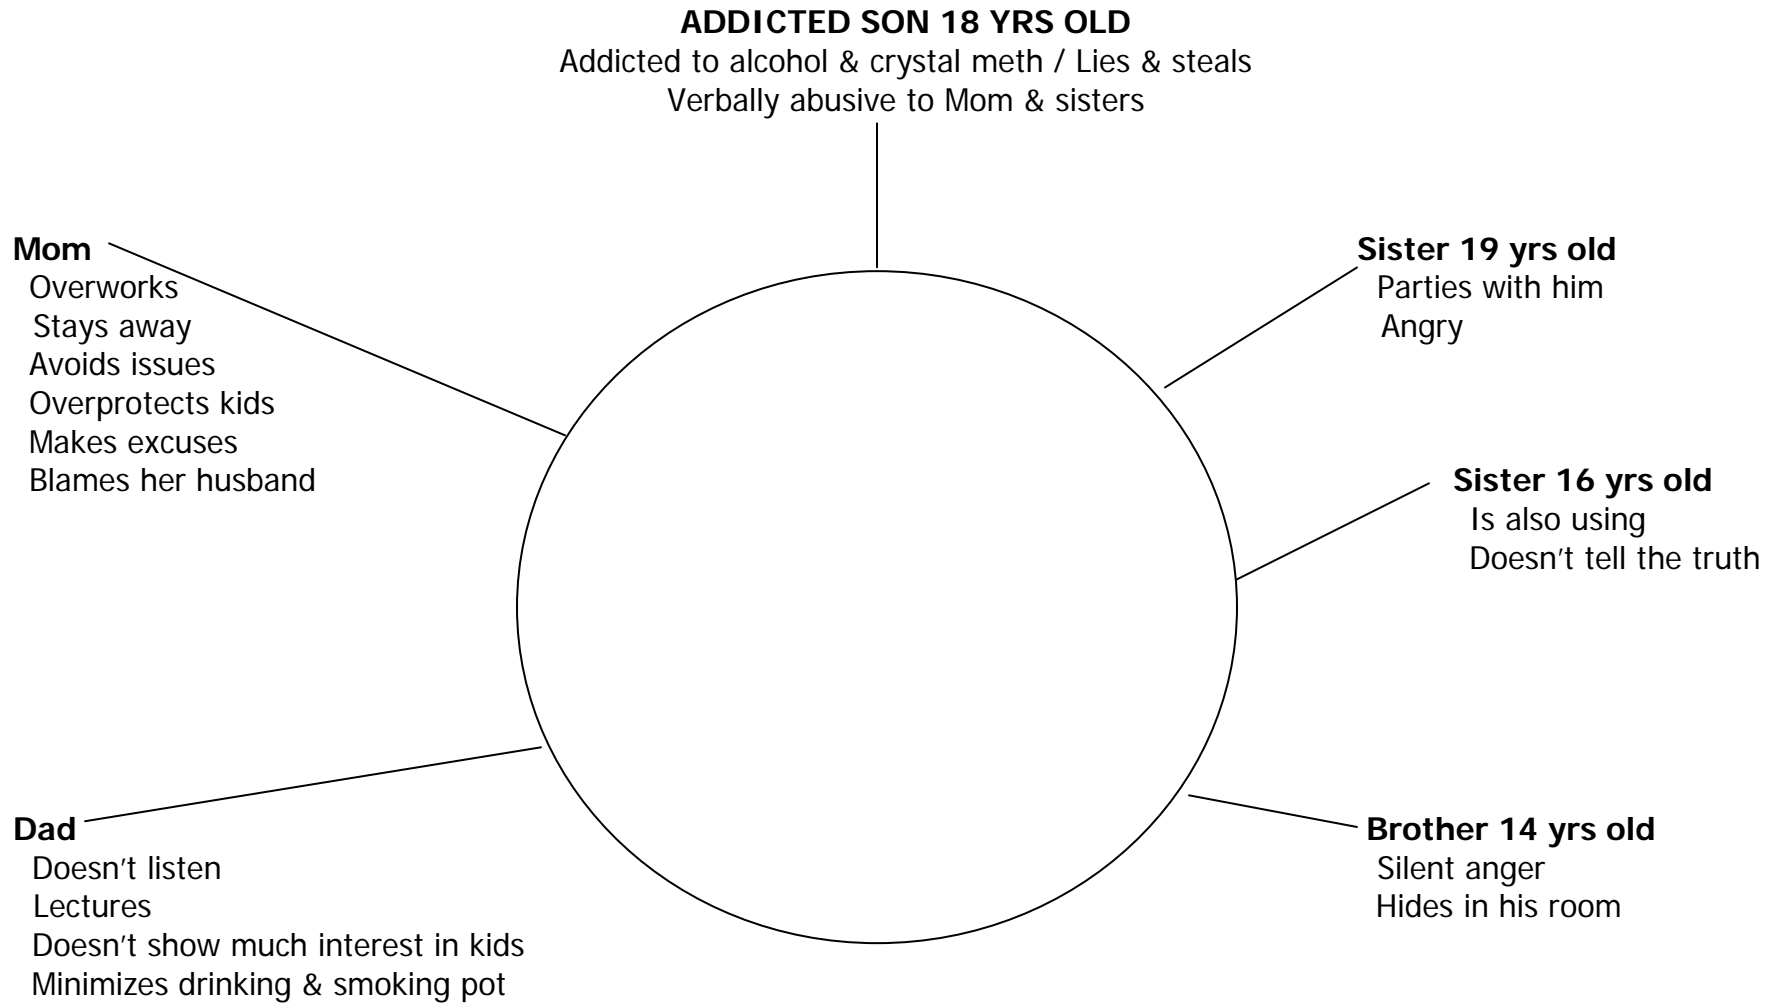 ADDICTED SON 18 YRS OLD
Addicted to alcohol & crystal meth / Lies & steals
Verbally abusive to Mom & sisters
Mom
Overworks
Stays away
Avoids issues
Overprotects kids
Makes excuses
Blames her husband
Sister 19 yrs old
Parties with him
Angry
Sister 16 yrs old
Is also using
Doesn't tell the truth
Dad
Doesn't listen
Lectures
Doesn't show much interest in kids
Minimizes drinking & smoking pot
Brother 14 yrs old
Silent anger
Hides in his room